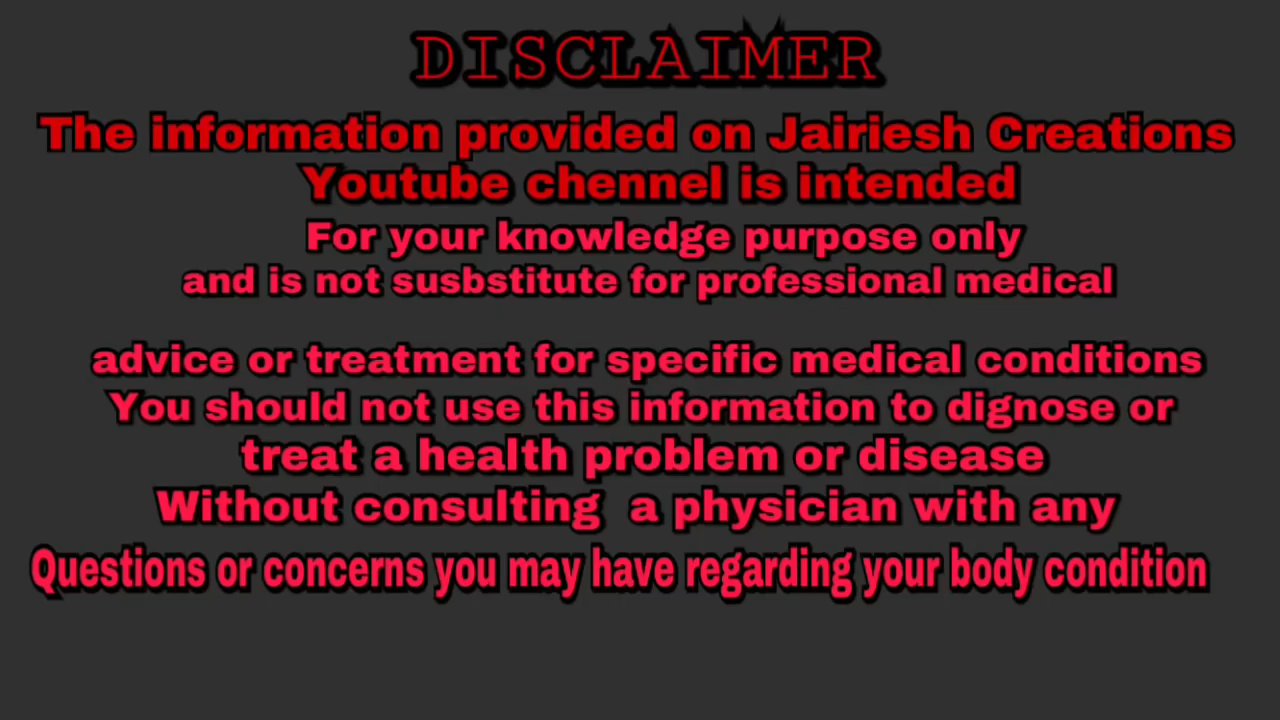 DISCLAIMER
The information provided on Jairiesh Creations
Youtube chennel is intended
For your knowledge purpose only
and is not susbstitute for professional medical
advice or treatment for specific medical conditions
You should not use this information to dignose or
treat a health problem or disease
Without consulting a physician with any
Questions or concerns you may have regarding your body condition